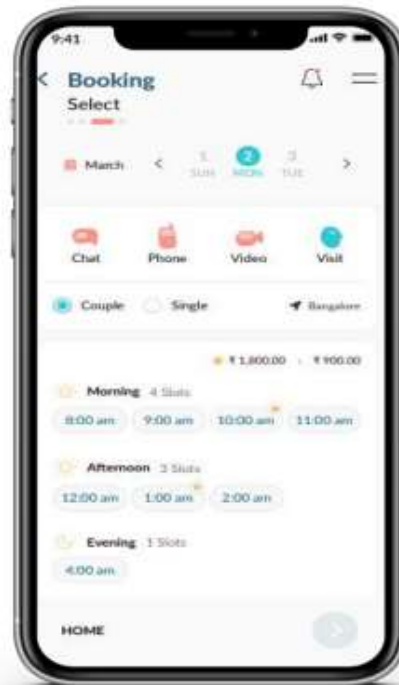 9:41
Booking
Select
March < 1 2 3 >
SUN MON TUE
Chat Phone Video Visit
Couple Single Bangalore
₹ 1,800.00 ₹ 900.00
Morning 4 Slots
8:00 am 9:00 am 10:00 am 11:00 am
Afternoon 3 Slots
12:00 am 1:00 am 2:00 am
Evening 1 Slots
4:00 am
HOME